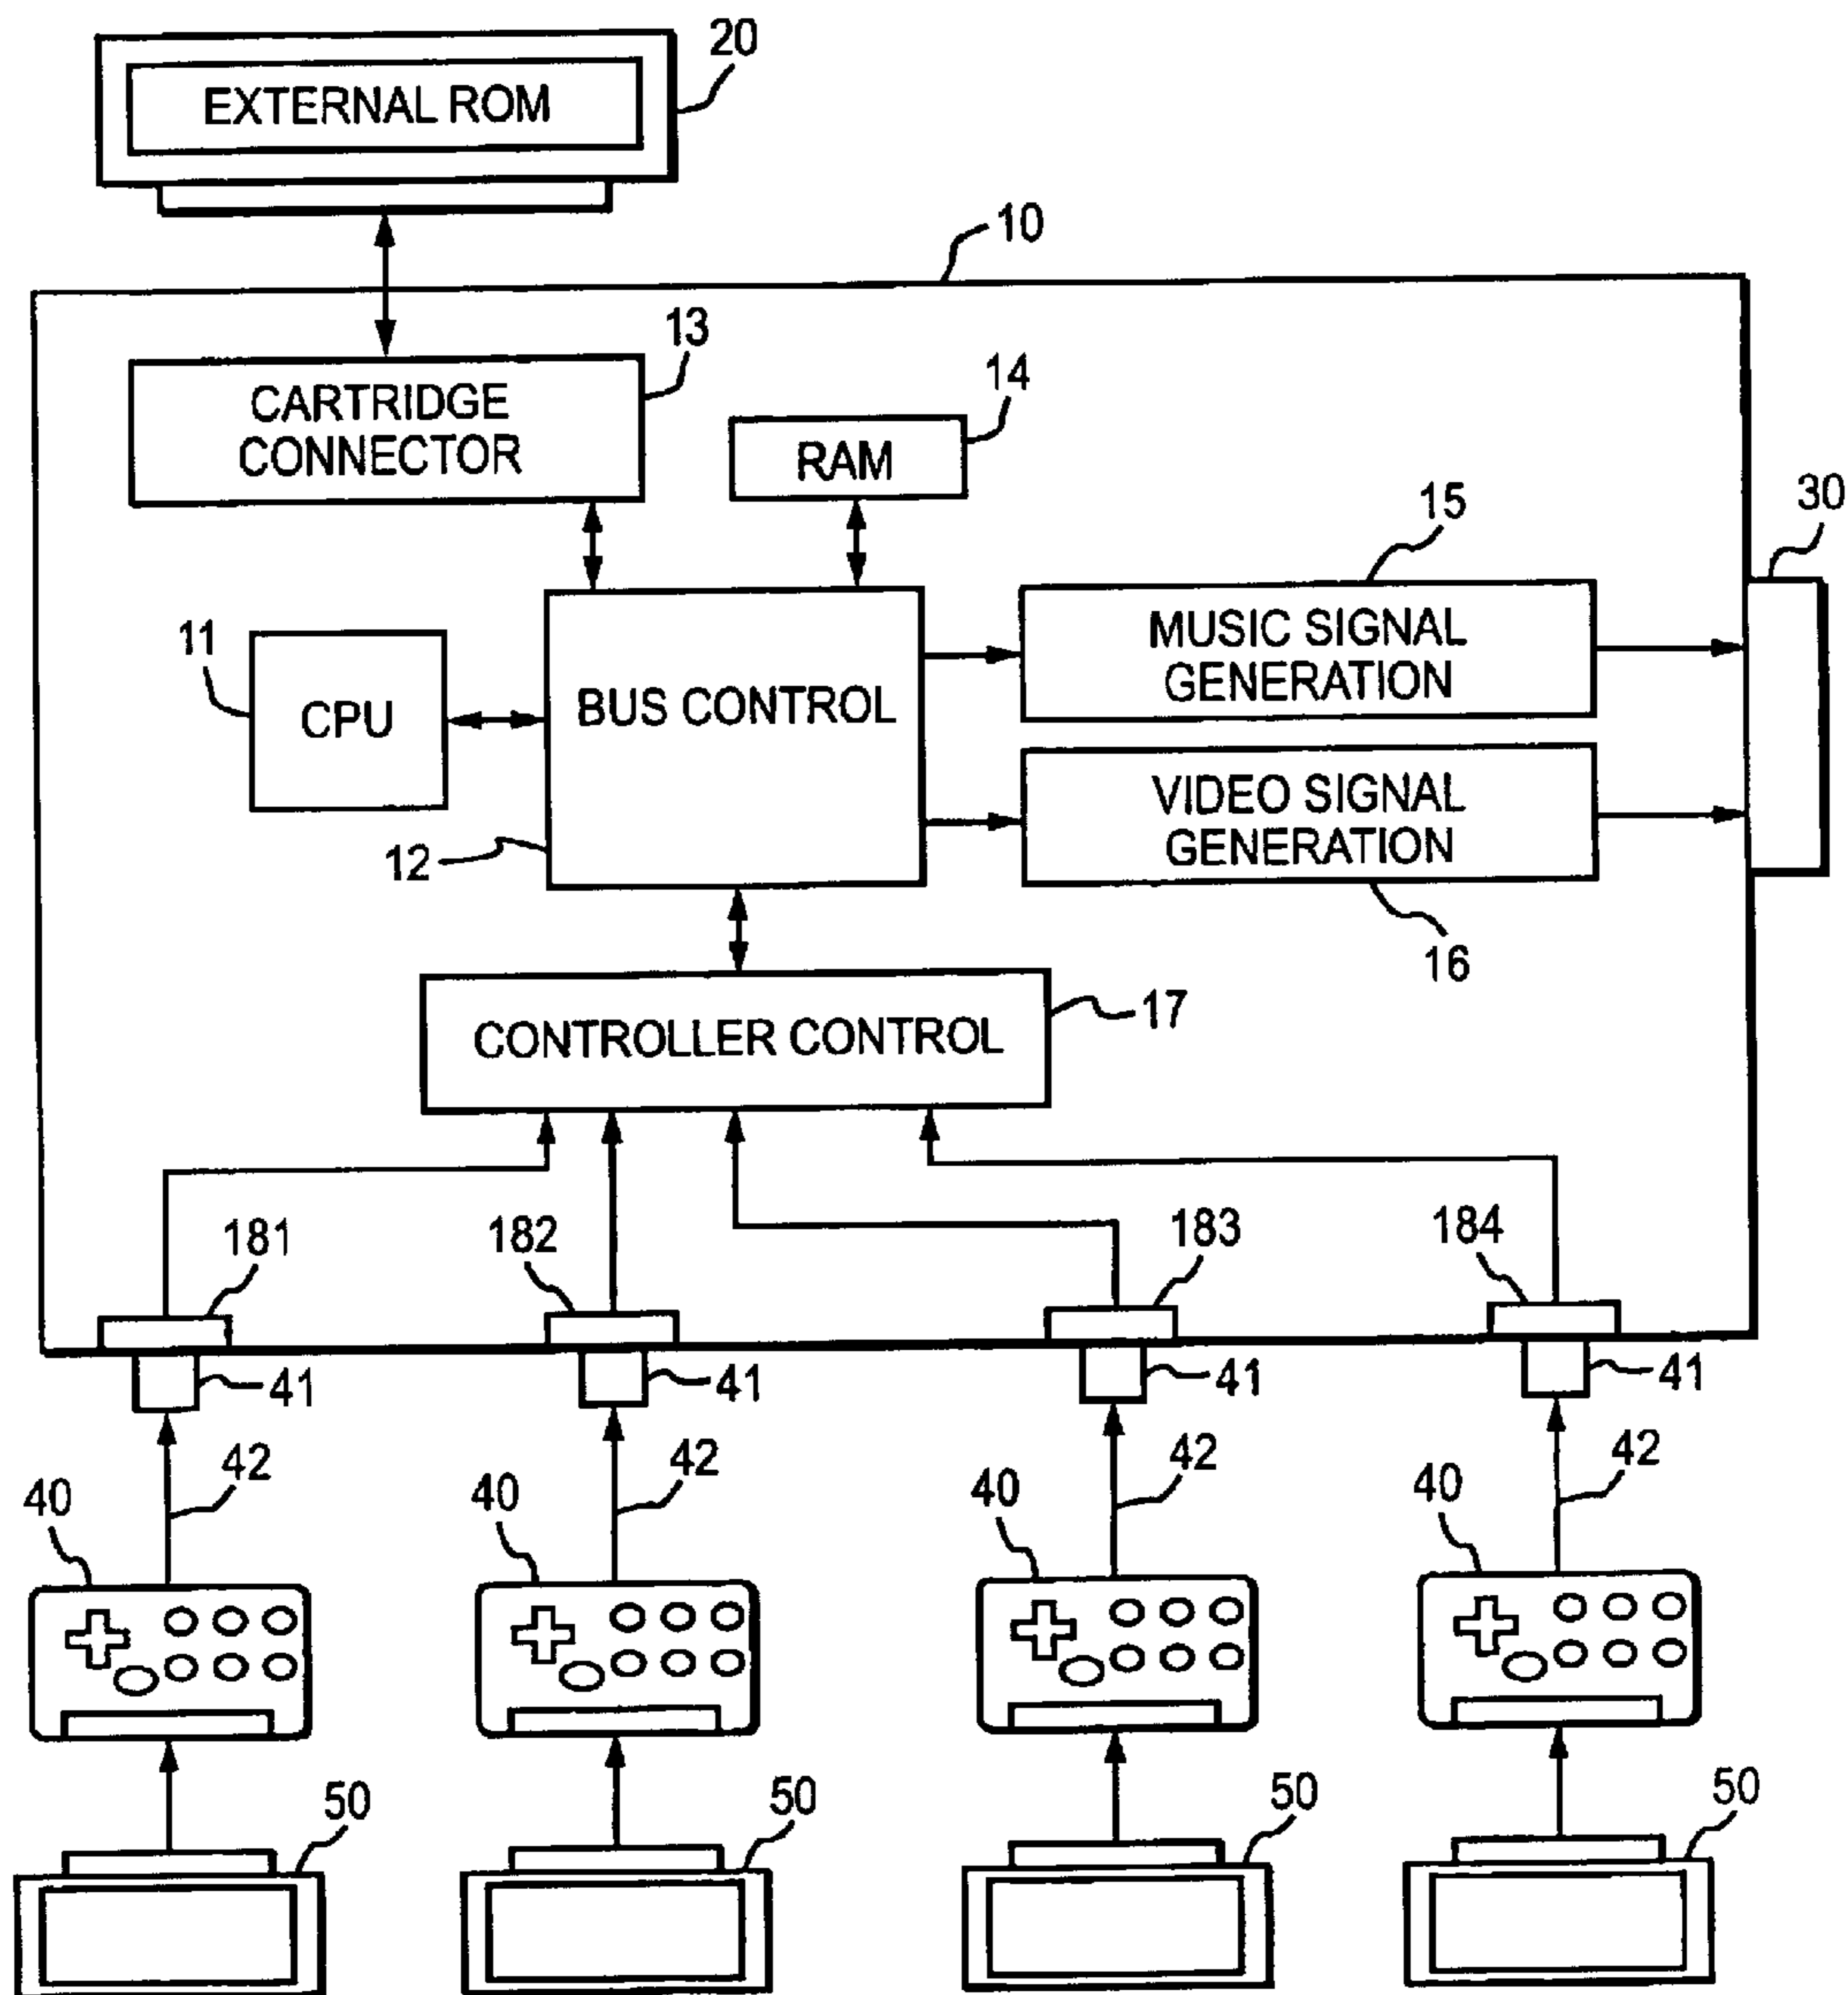 20
EXTERNAL ROM
10
13
CARTRIDGE
CONNECTOR
14
RAM
15
30
MUSIC SIGNAL
GENERATION
11
CPU
BUS CONTROL
VIDEO SIGNAL
GENERATION
12
16
CONTROLLER CONTROL
17
181
182
183
184
41
41
41
41
42
42
42
42
40
40
40
40
50
50
50
50